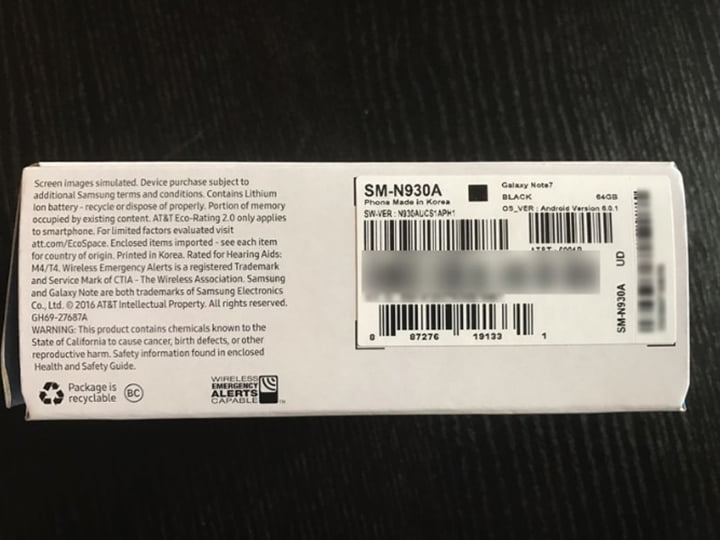 Screen images simulated. Device purchase subject to
additional Samsung terms and conditions. Contains Lithium
Ion battery - recycle or dispose of properly. Portion of memory
occupied by existing content. AT&T Eco-Rating 2.0 only applies
to smartphone. For limited factors evaluated visit
att.com/EcoSpace. Enclosed items imported - see each item
for country of origin. Printed in Korea. Rated for Hearing Aids:
M4/T4. Wireless Emergency Alerts is a registered Trademark
and Service Mark of CTIA - The Wireless Association. Samsung
and Galaxy Note are both trademarks of Samsung Electronics
Co., Ltd. © 2016 AT&T Intellectual Property. All rights reserved.
GH69-27687A
WARNING: This product contains chemicals known to the
State of California to cause cancer, birth defects, or other
reproductive harm. Safety information found in enclosed
Health and Safety Guide.
Package is
recyclable
BC
WIRELESS
EMERGENCY
ALERTS
CAPABLE
TM
SM-N930A
Phone Made in Korea
SW-VER : N930AUCS1APH1
Galaxy Note7
BLACK 64GB
OS_VER : Android Version 6.0.1
0 87276 19133 1
SM-N930A UD